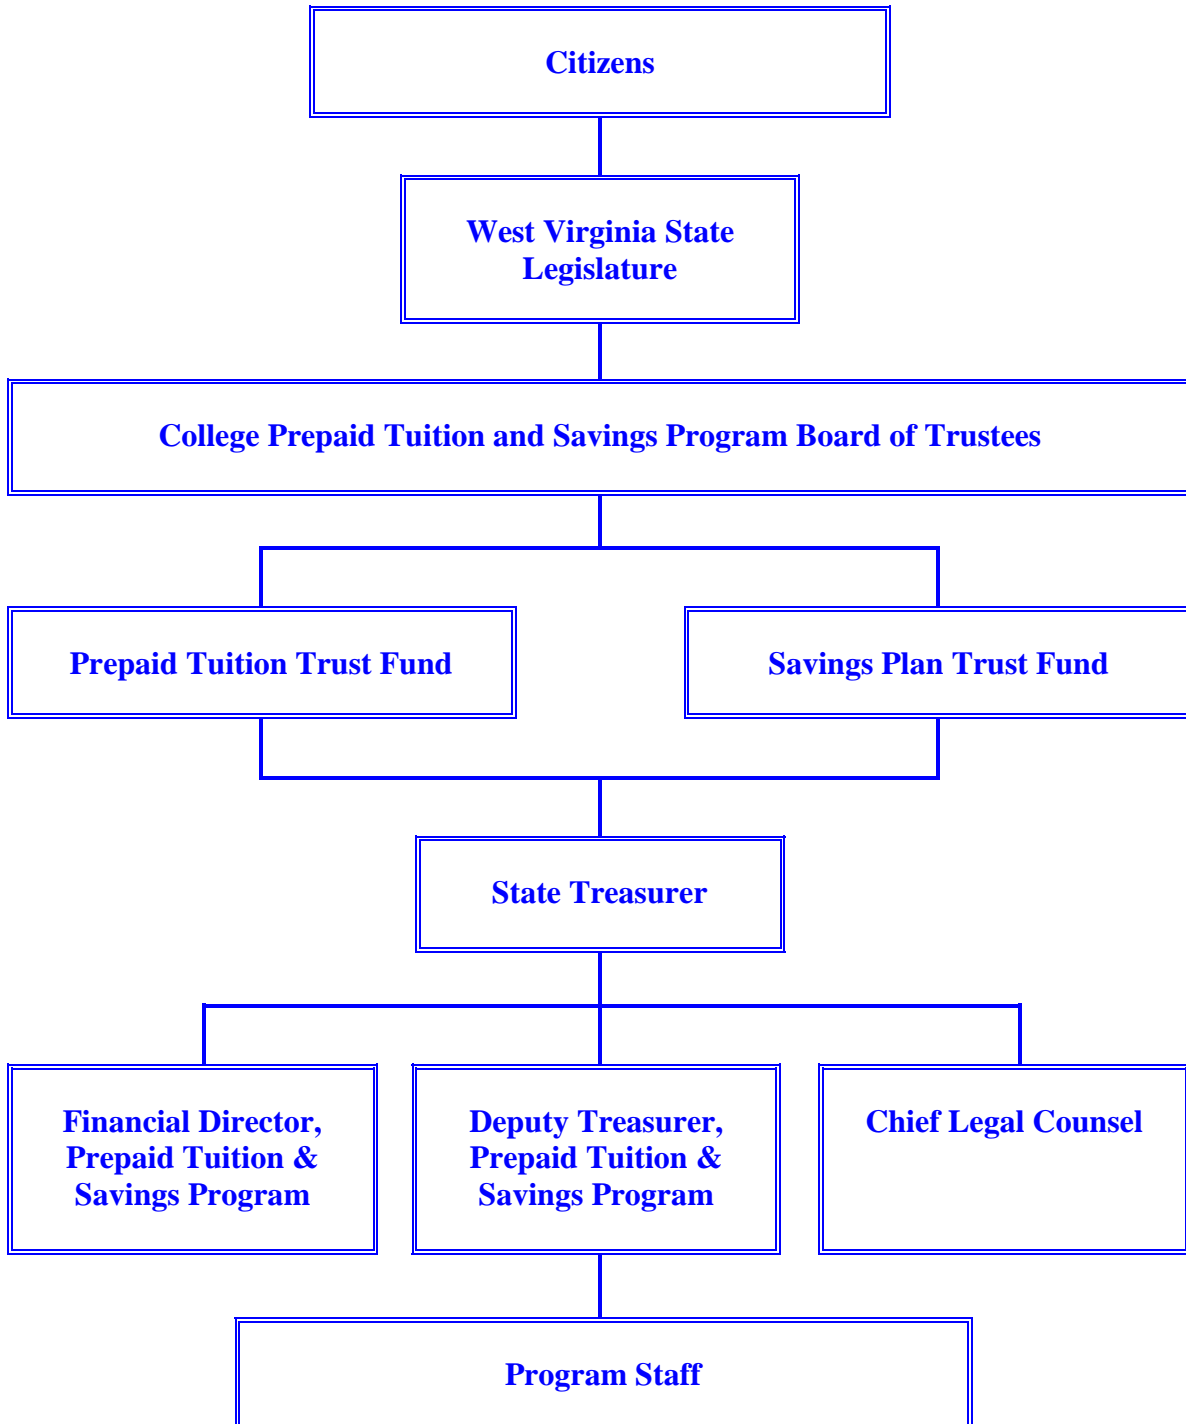 Citizens
West Virginia State
Legislature
College Prepaid Tuition and Savings Program Board of Trustees
Prepaid Tuition Trust Fund
Savings Plan Trust Fund
State Treasurer
Financial Director,
Prepaid Tuition &
Savings Program
Deputy Treasurer,
Prepaid Tuition &
Savings Program
Chief Legal Counsel
Program Staff